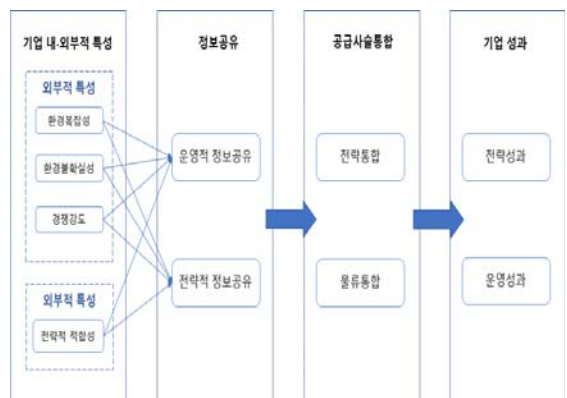 기업 내·외부적 특성
외부적 특성
환경복합성
환경불확실성
경쟁강도
외부적 특성
전략적 적합성
정보공유
운영적 정보공유
전략적 정보공유
공급사슬통합
전략통합
물류통합
기업 성과
전략성과
운영성과